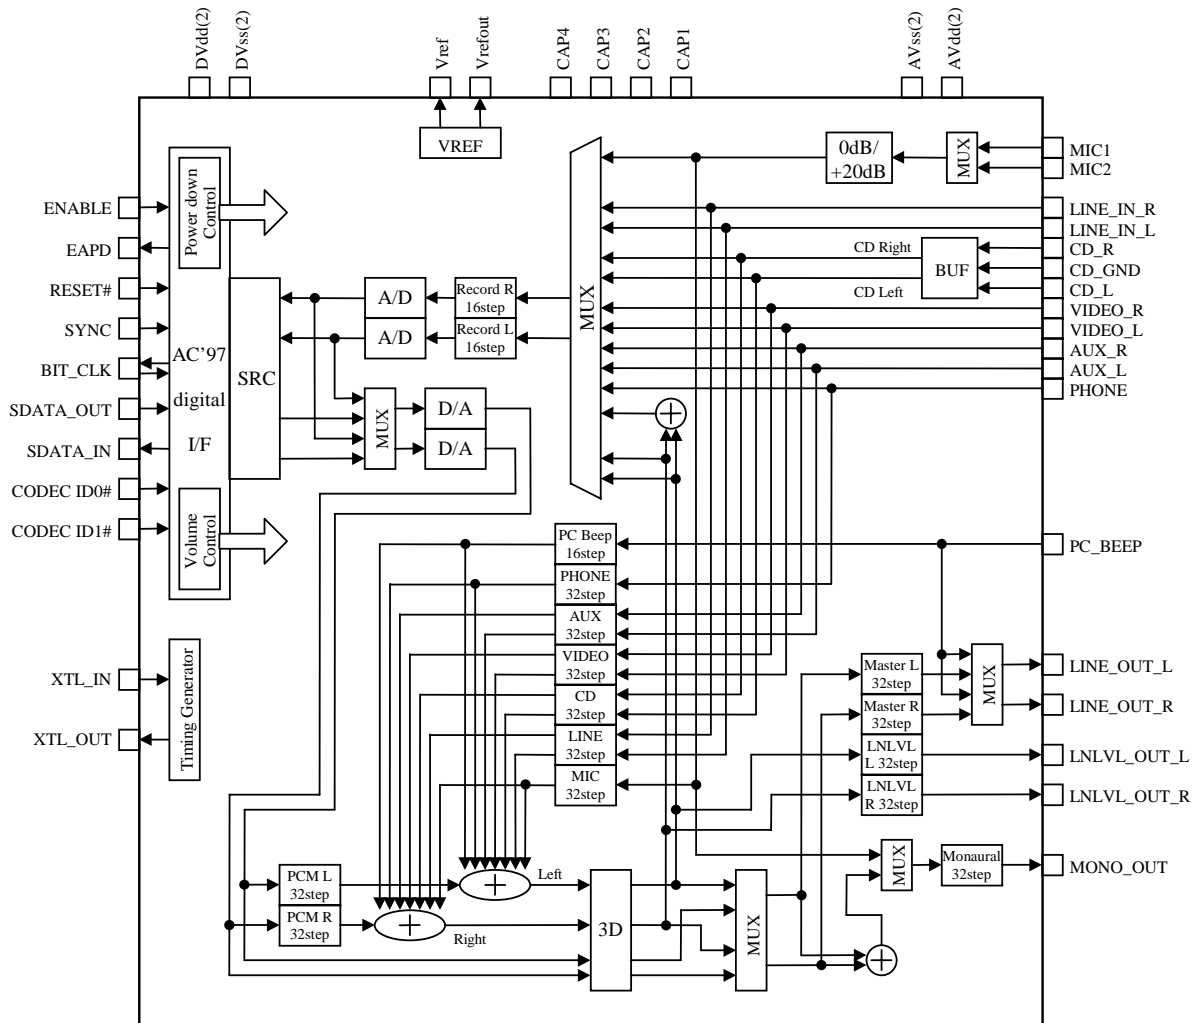 DVdd(2)
DVss(2)
Vref
Vrefout
CAP4
CAP3
CAP2
CAP1
AVss(2)
AVdd(2)
VREF
0dB/
+20dB
MUX
MIC1
MIC2
Power down
Control
ENABLE
EAPD
RESET#
SYNC
BIT_CLK
SDATA_OUT
SDATA_IN
CODEC ID0#
CODEC ID1#
AC'97
digital
I/F
SRC
Volume
Control
A/D
A/D
Record R
16step
Record L
16step
MUX
D/A
D/A
MUX
LINE_IN_R
LINE_IN_L
CD Right
CD Left
BUF
CD_R
CD_GND
CD_L
VIDEO_R
VIDEO_L
AUX_R
AUX_L
PHONE
+
PC Beep
16step
PHONE
32step
AUX
32step
VIDEO
32step
CD
32step
LINE
32step
MIC
32step
PC_BEEP
XTL_IN
XTL_OUT
Timing Generator
Master L
32step
Master R
32step
LNLVL
L 32step
LNLVL
R 32step
MUX
LINE_OUT_L
LINE_OUT_R
LNLVL_OUT_L
LNLVL_OUT_R
MUX
Monaural
32step
MONO_OUT
PCM L
32step
PCM R
32step
+
Left
+
Right
3D
MUX
+